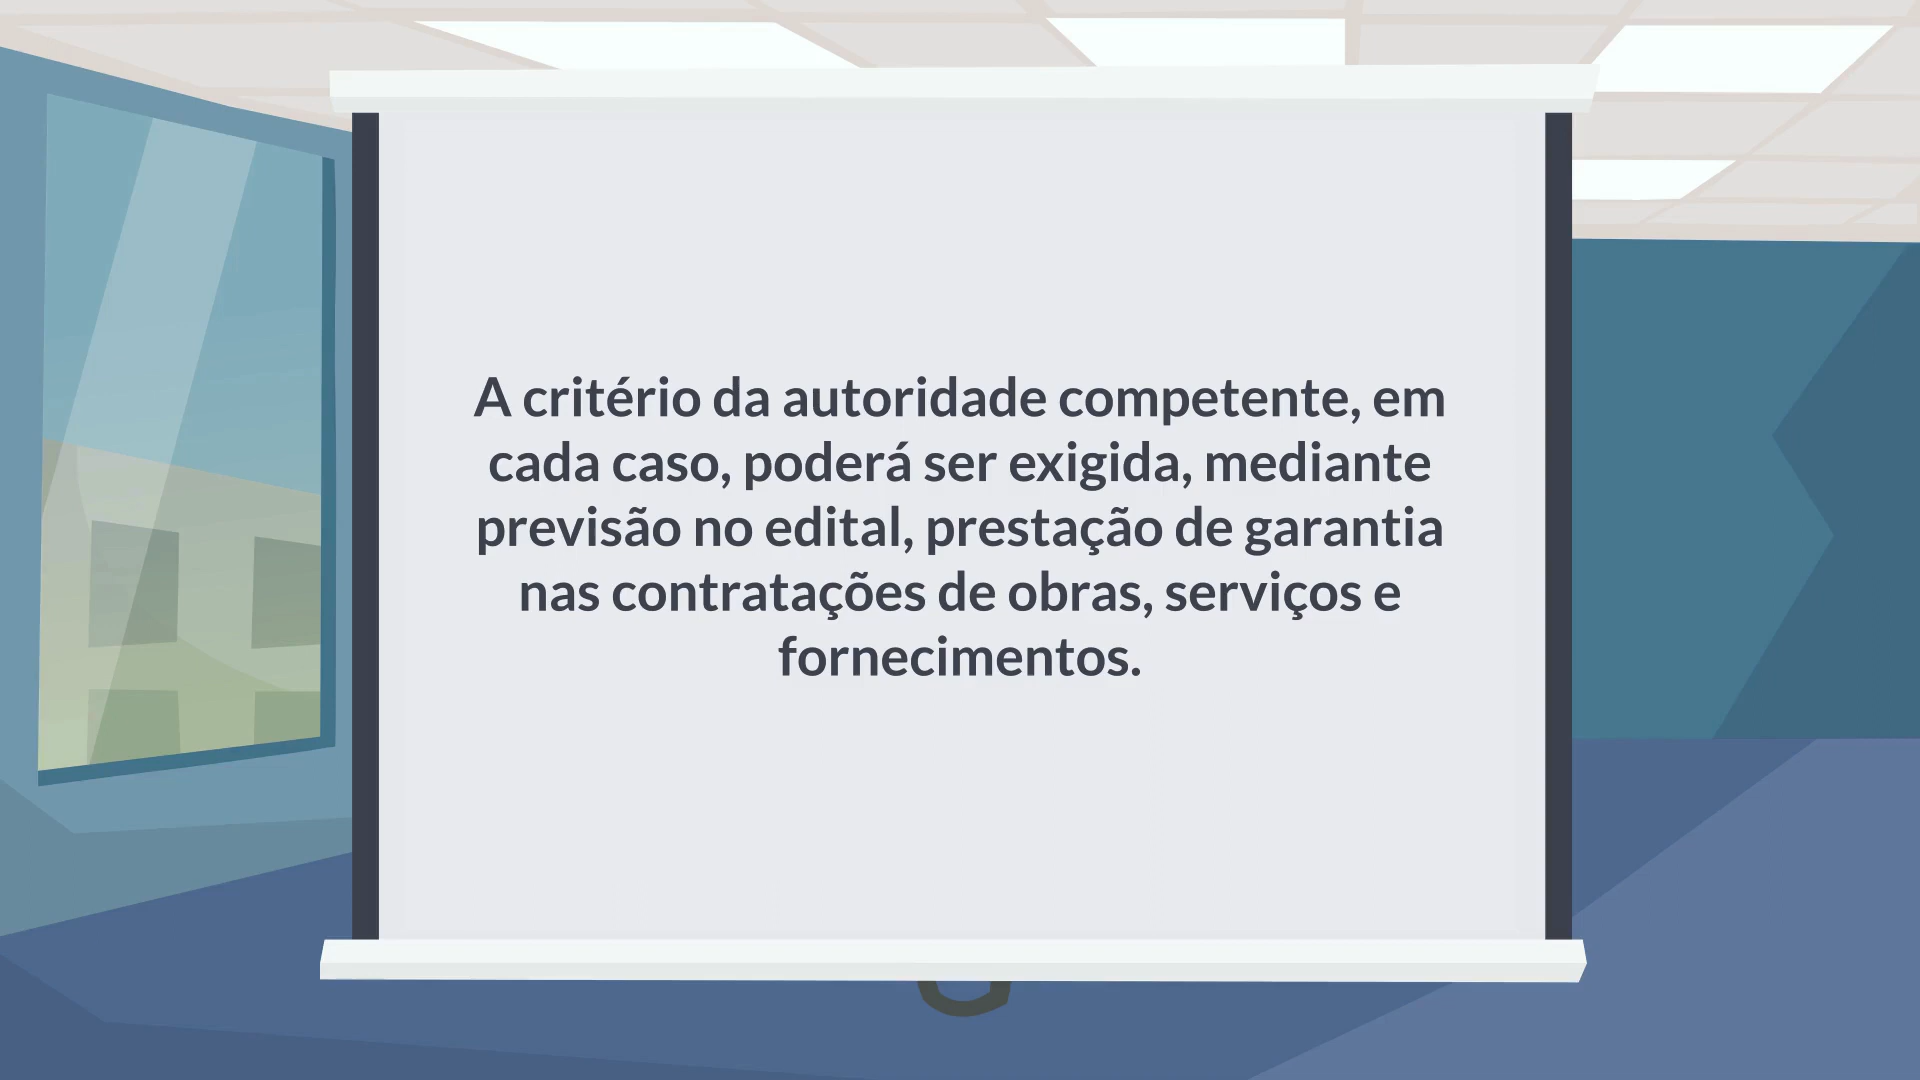 A critério da autoridade competente, em
cada caso, poderá ser exigida, mediante
previsão no edital, prestação de garantia
nas contratações de obras, serviços e
fornecimentos.